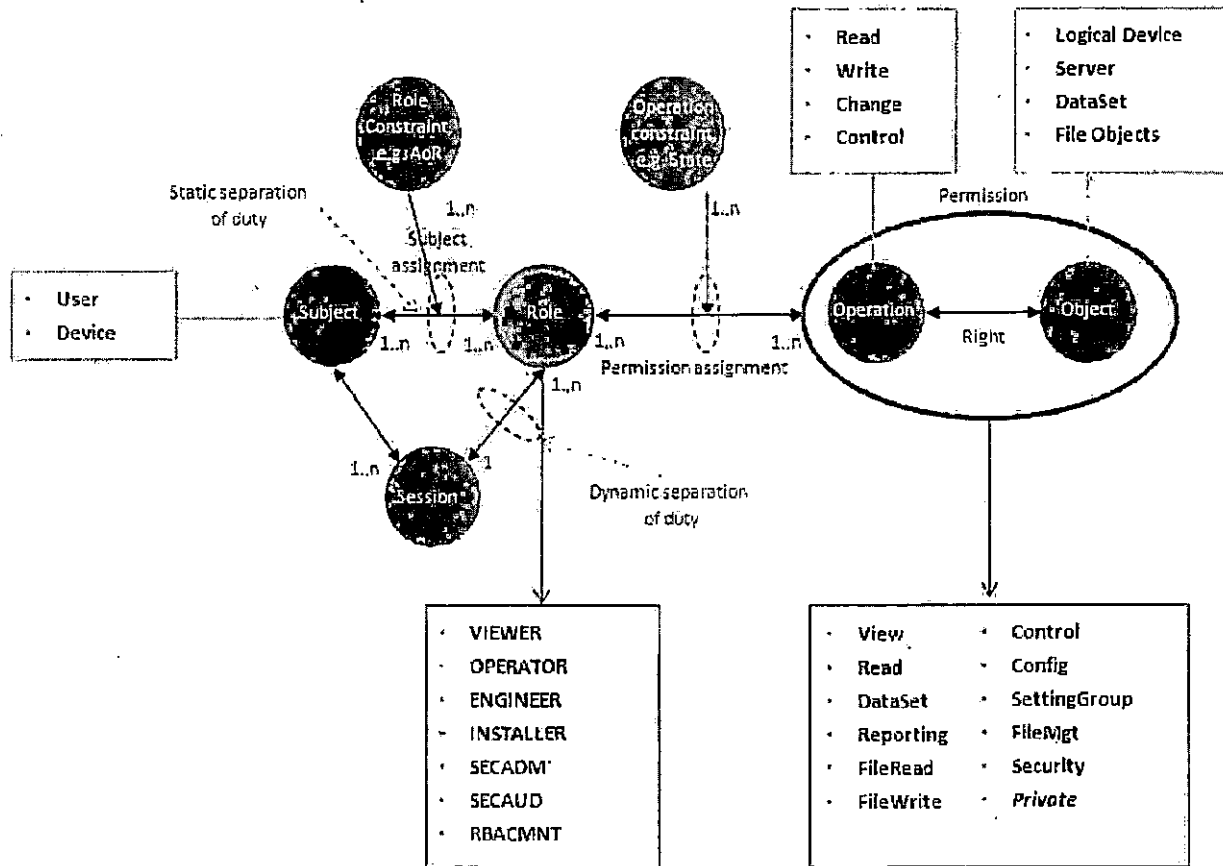 • Read
• Write
• Change
• Control
• Logical Device
• Server
• DataSet
• File Objects
Role
Constraint
e.g. AoR
Operation
constraint
e.g. State
Static separation
of duty
1..n
Subject
assignment
1..n
Permission
• User
• Device
Subject
Role
Operation
Object
Right
1..n
1..n
1..n
1..n
Permission assignment
1..n
1..n
1
Session
Dynamic separation
of duty
• VIEWER
• OPERATOR
• ENGINEER
• INSTALLER
• SECADM
• SECAUD
• RBACMNT
• View
• Read
• DataSet
• Reporting
• FileRead
• FileWrite
• Control
• Config
• SettingGroup
• FileMgt
• Security
• Private